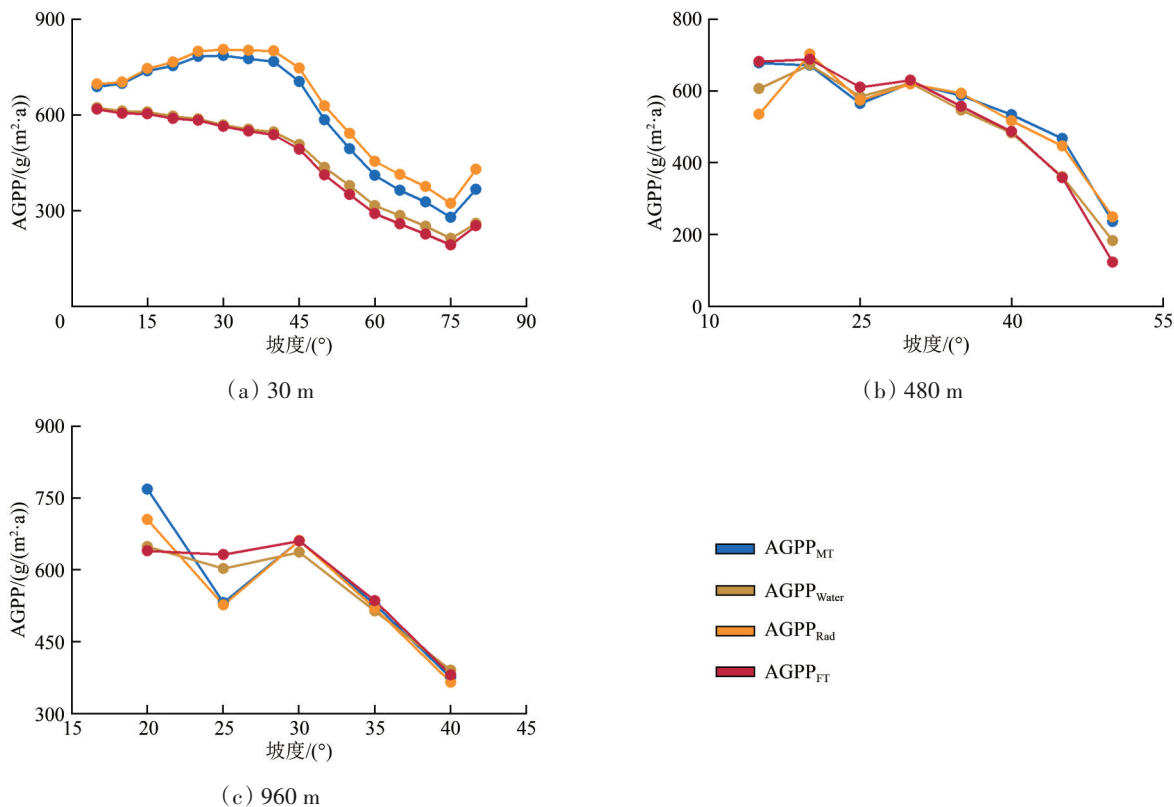 900
600
300
0
15
30
45
60
75
90
AGPP/(g/(m²·a))
坡度/(°)
(a) 30 m
800
600
400
200
0
10
25
40
55
AGPP/(g/(m²·a))
坡度/(°)
(b) 480 m
900
750
600
450
300
15
20
25
30
35
40
45
AGPP/(g/(m²·a))
坡度/(°)
(c) 960 m
AGPP_MT
AGPP_Water
AGPP_Rad
AGPP_FT